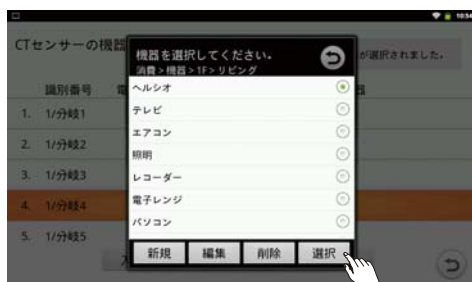 10:54
CTセンサーの機器
が選択されました。
機器を選択してください。
消費 > 機器 > 1F > リビング
識別番号
1. 1/分岐1
2. 1/分岐2
3. 1/分岐3
4. 1/分岐4
5. 1/分岐5
ヘルシオ
テレビ
エアコン
照明
レコーダー
電子レンジ
パソコン
新規 編集 削除 選択